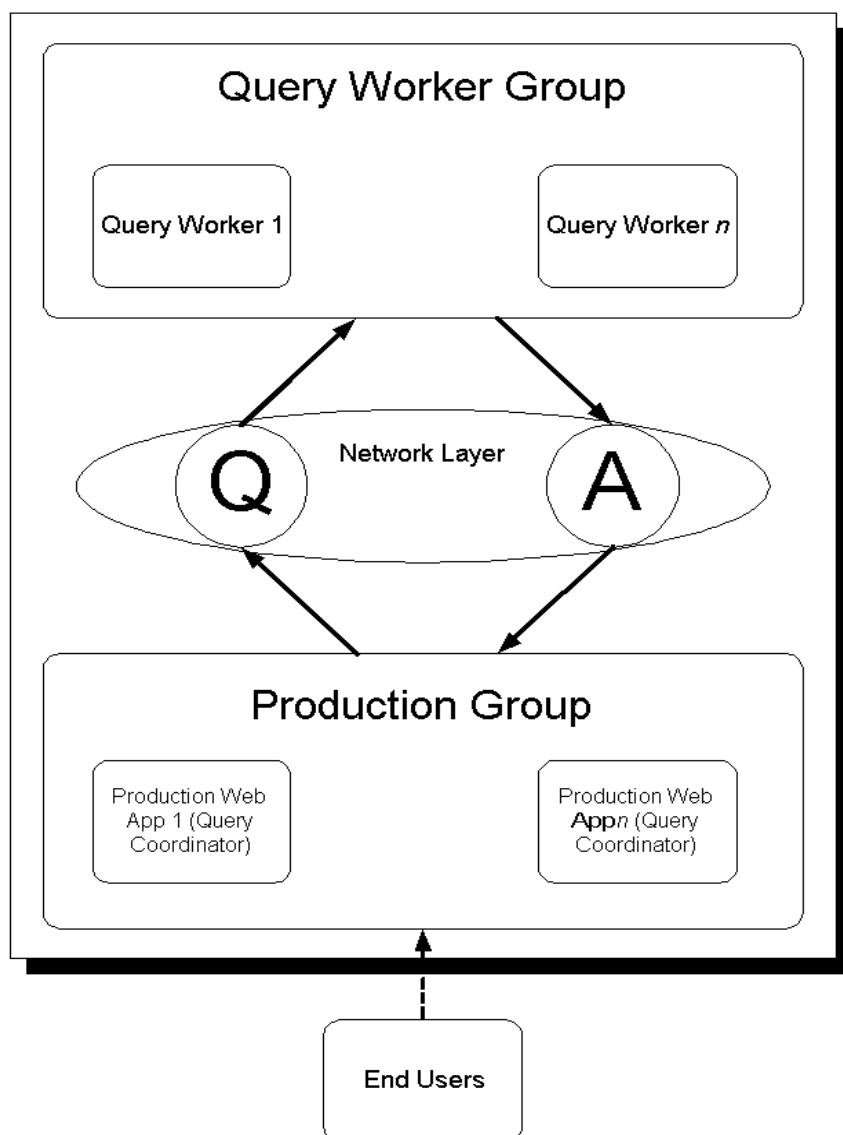 Query Worker Group
Query Worker 1
Query Worker n
Network Layer
Q
A
Production Group
Production Web
App 1 (Query
Coordinator)
Production Web
Appn (Query
Coordinator)
End Users